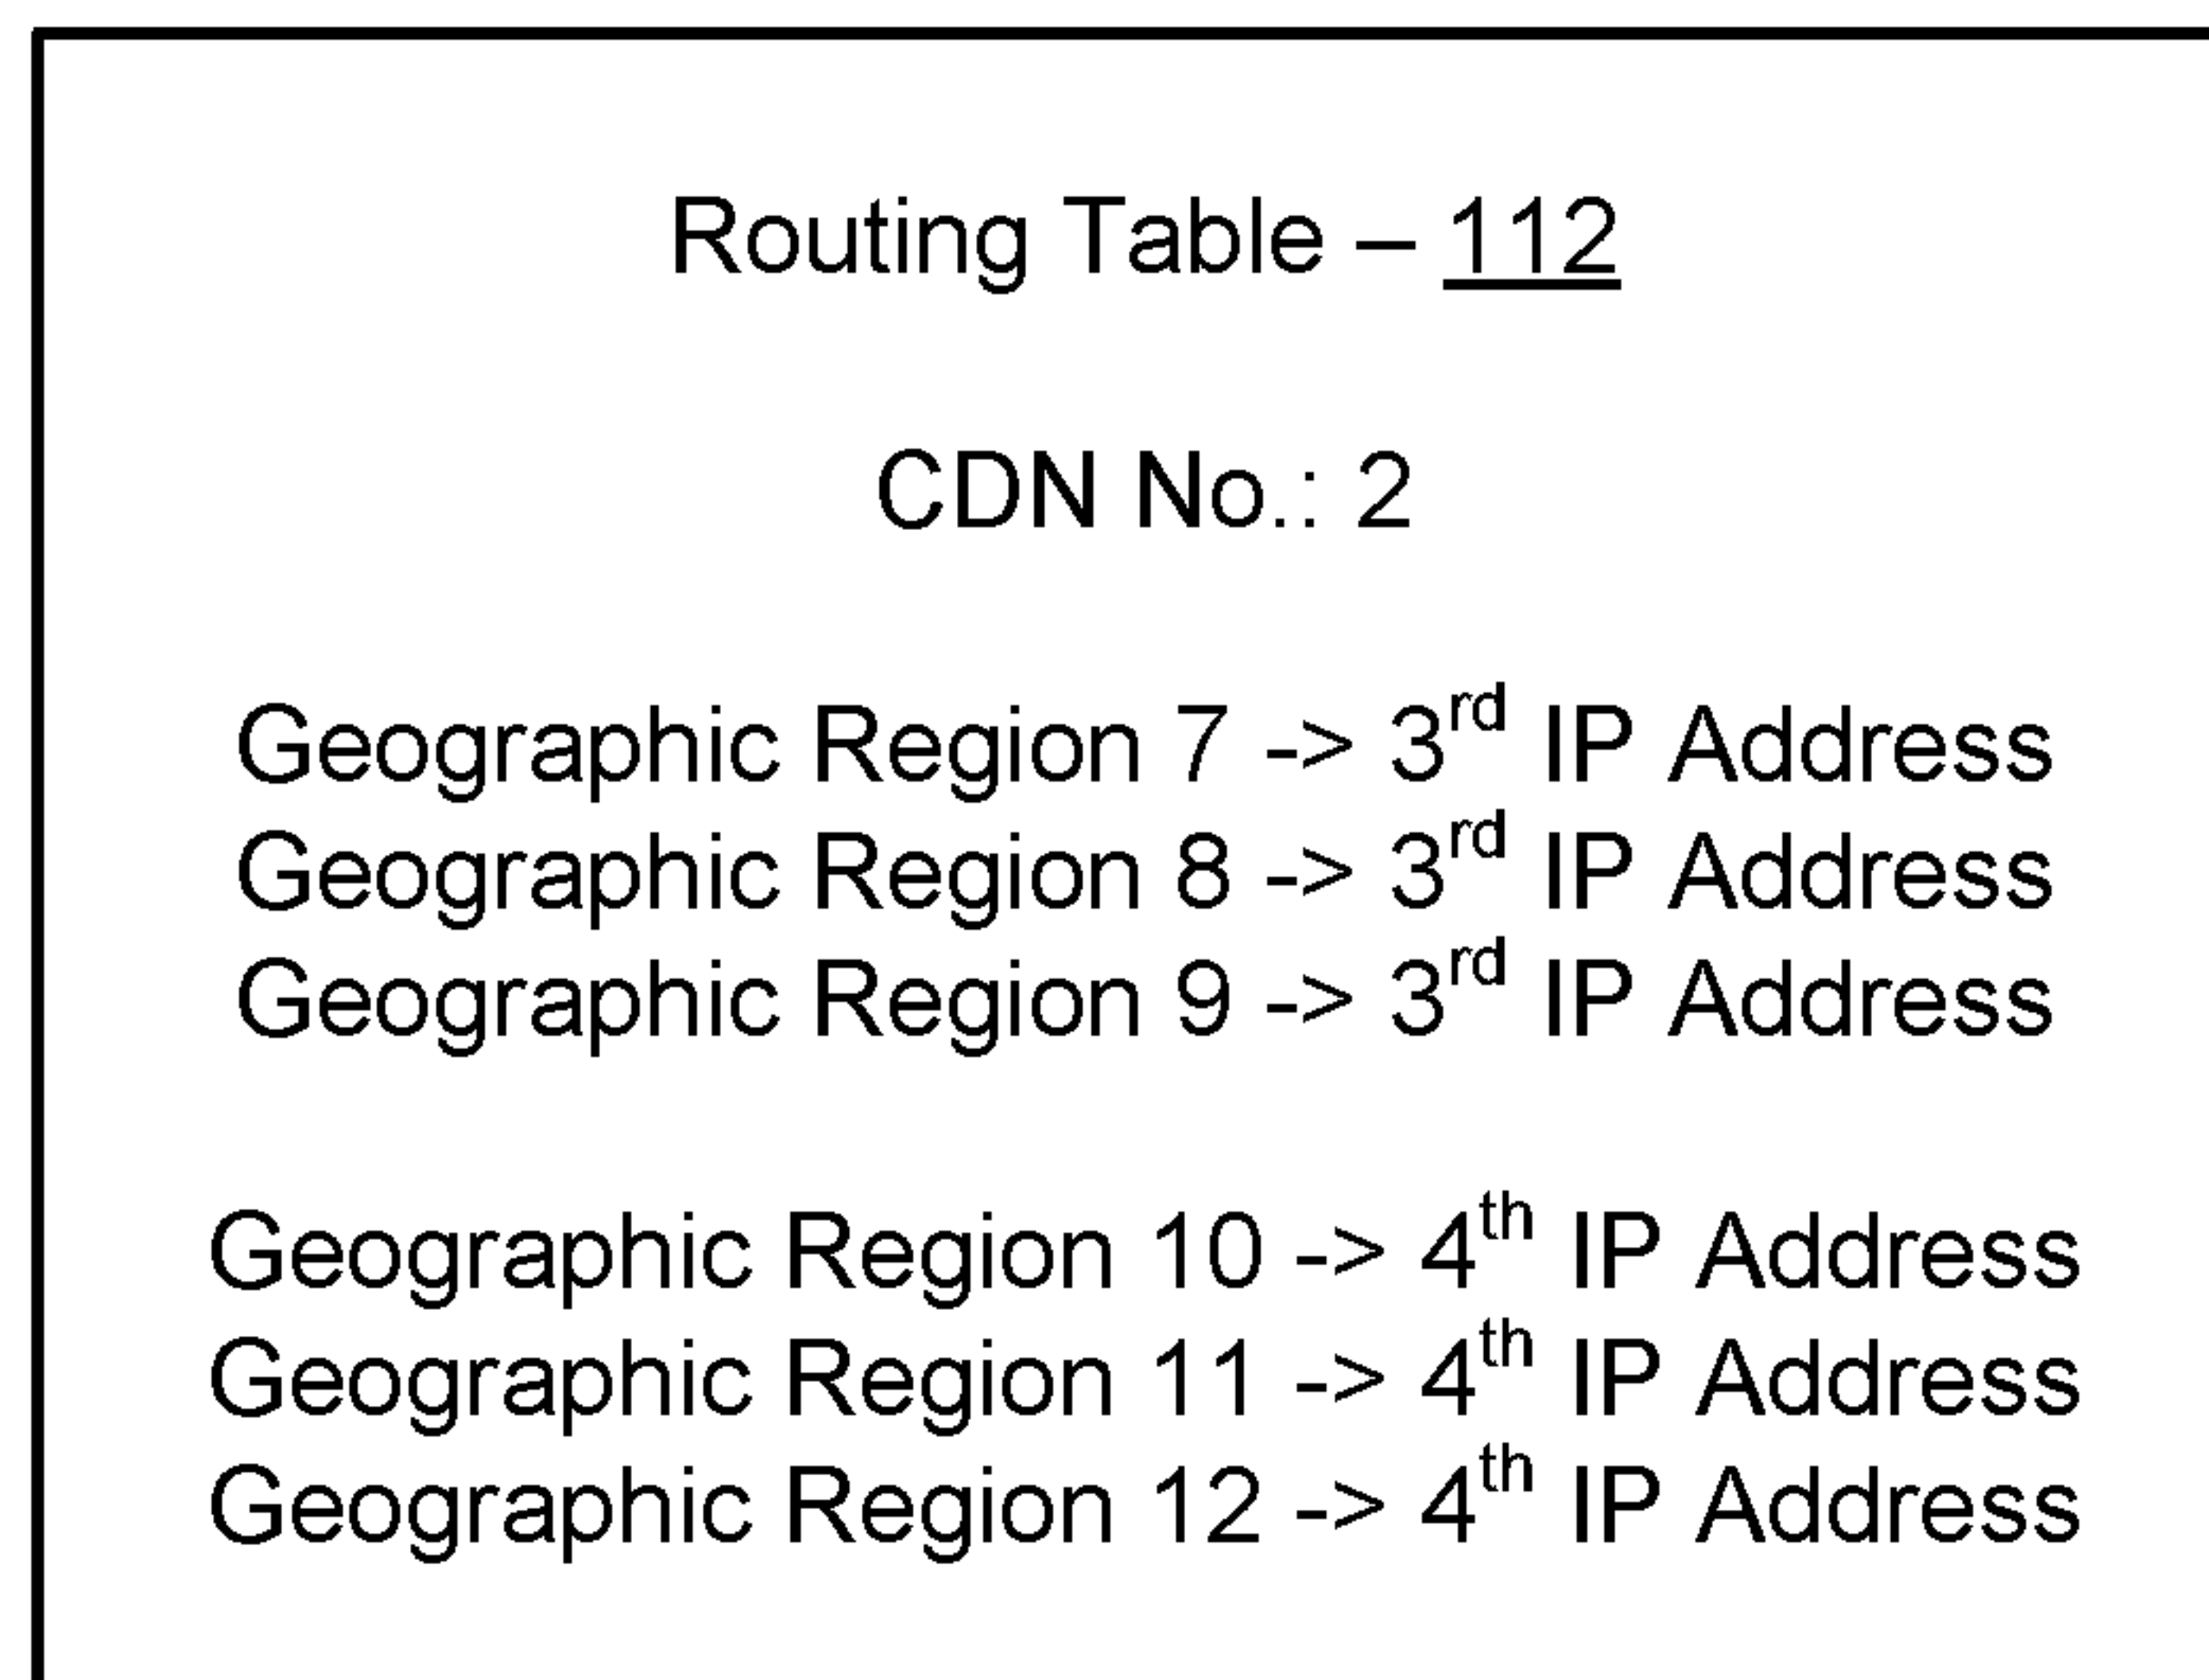 Routing Table – 112
CDN No.: 2
Geographic Region 7 -> 3rd IP Address
Geographic Region 8 -> 3rd IP Address
Geographic Region 9 -> 3rd IP Address
Geographic Region 10 -> 4th IP Address
Geographic Region 11 -> 4th IP Address
Geographic Region 12 -> 4th IP Address